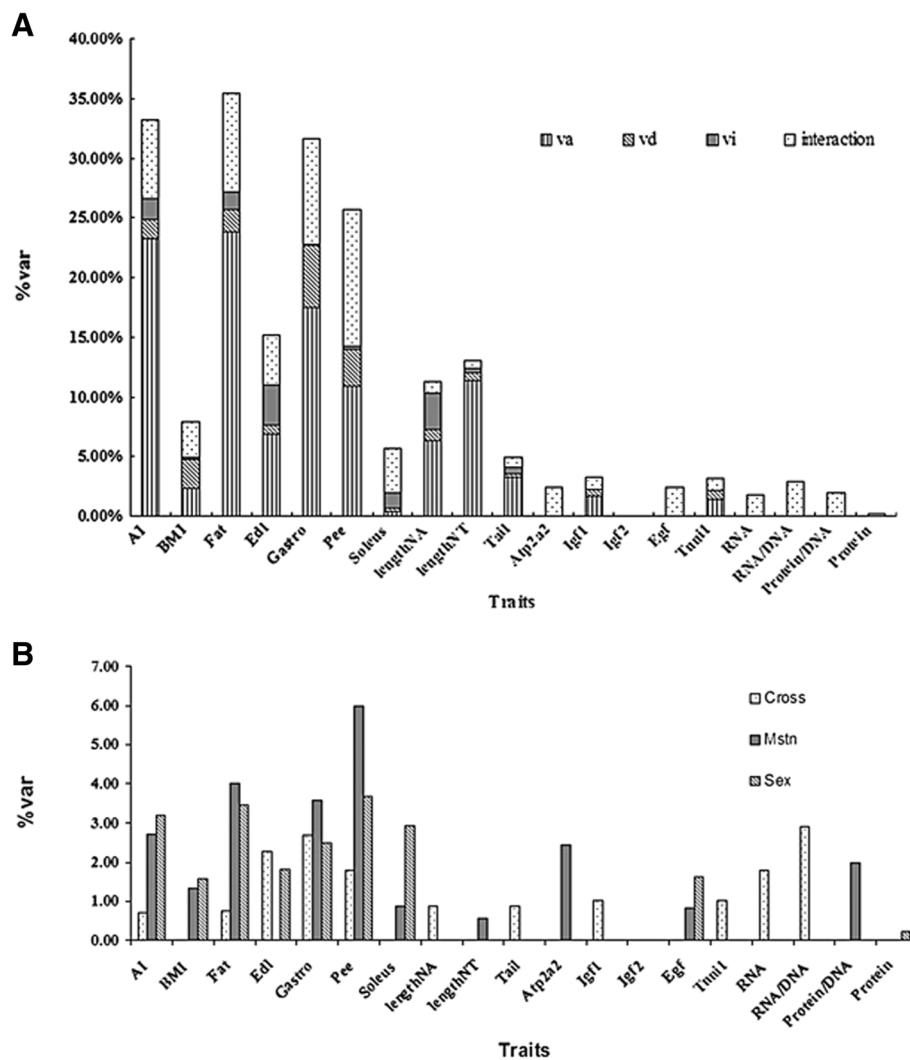 A
40.00%
35.00%
30.00%
25.00%
20.00%
15.00%
10.00%
5.00%
0.00%
%var
va vd vi interaction
AI BMI Fat Edl Gastro Pee Soleus lengthNA lengthNT Tail Atp2a2 Igf1 Igf2 Egf Tnni1 RNA RNA/DNA Protein/DNA Protein
Traits
B
7.00
6.00
5.00
4.00
3.00
2.00
1.00
0.00
%var
Cross
Mstn
Sex
AI BMI Fat Edl Gastro Pee Soleus lengthNA lengthNT Tail Atp2a2 Igf1 Igf2 Egf Tnni1 RNA RNA/DNA Protein/DNA Protein
Traits